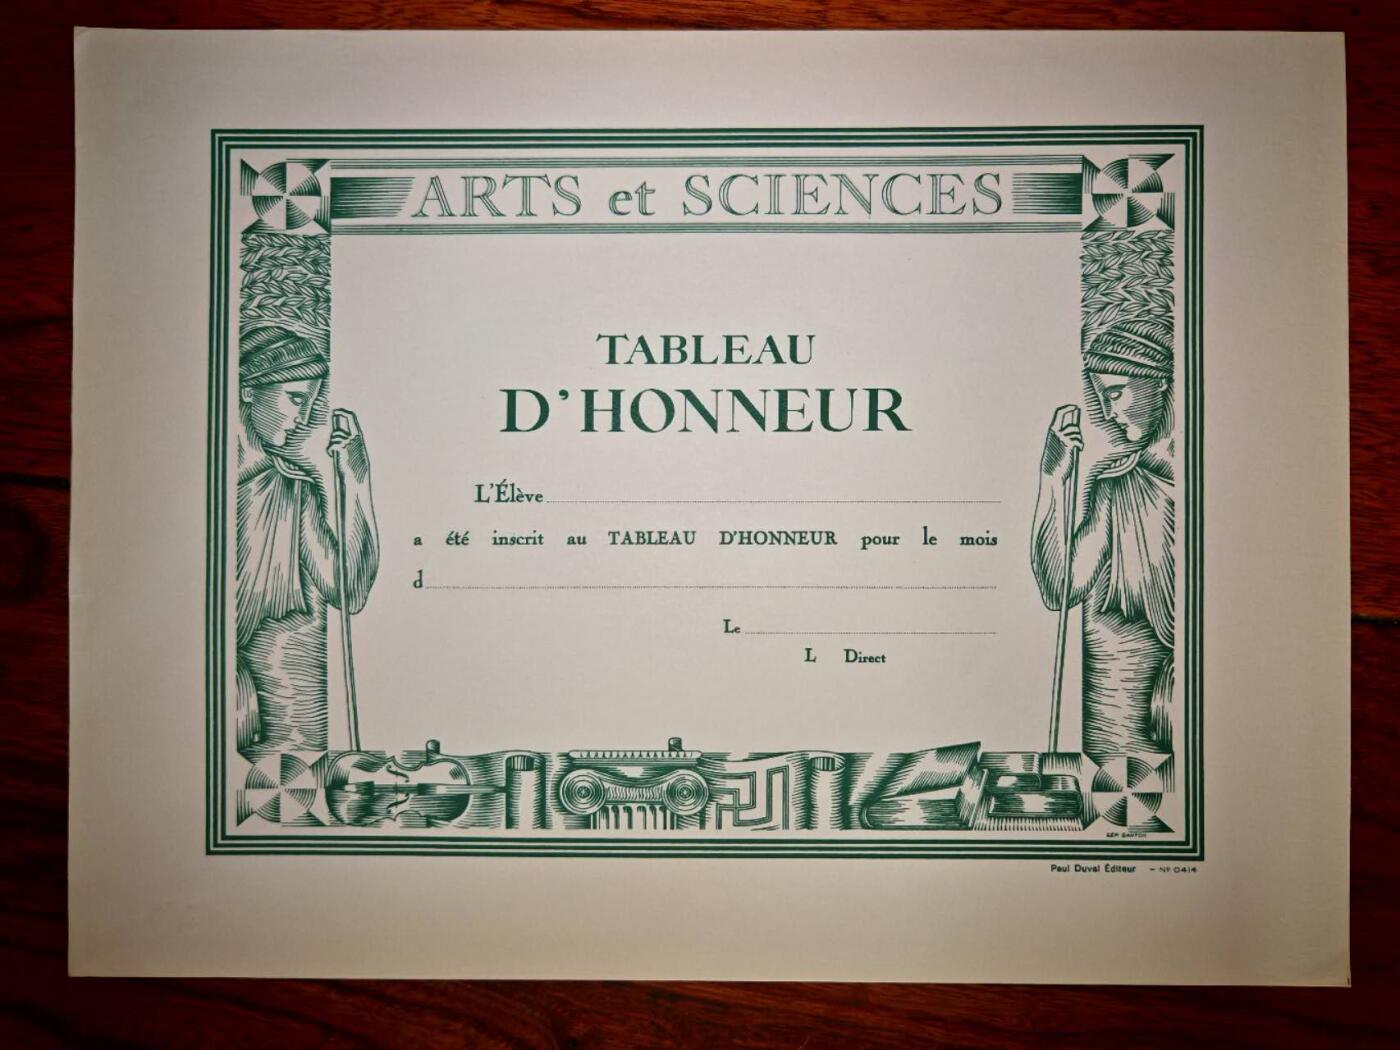 ARTS et SCIENCES
TABLEAU
D'HONNEUR
L'Élève
a été inscrit au TABLEAU D'HONNEUR pour le mois
d
Le
L Direct
Paul Duval Éditeur - Nº 0414